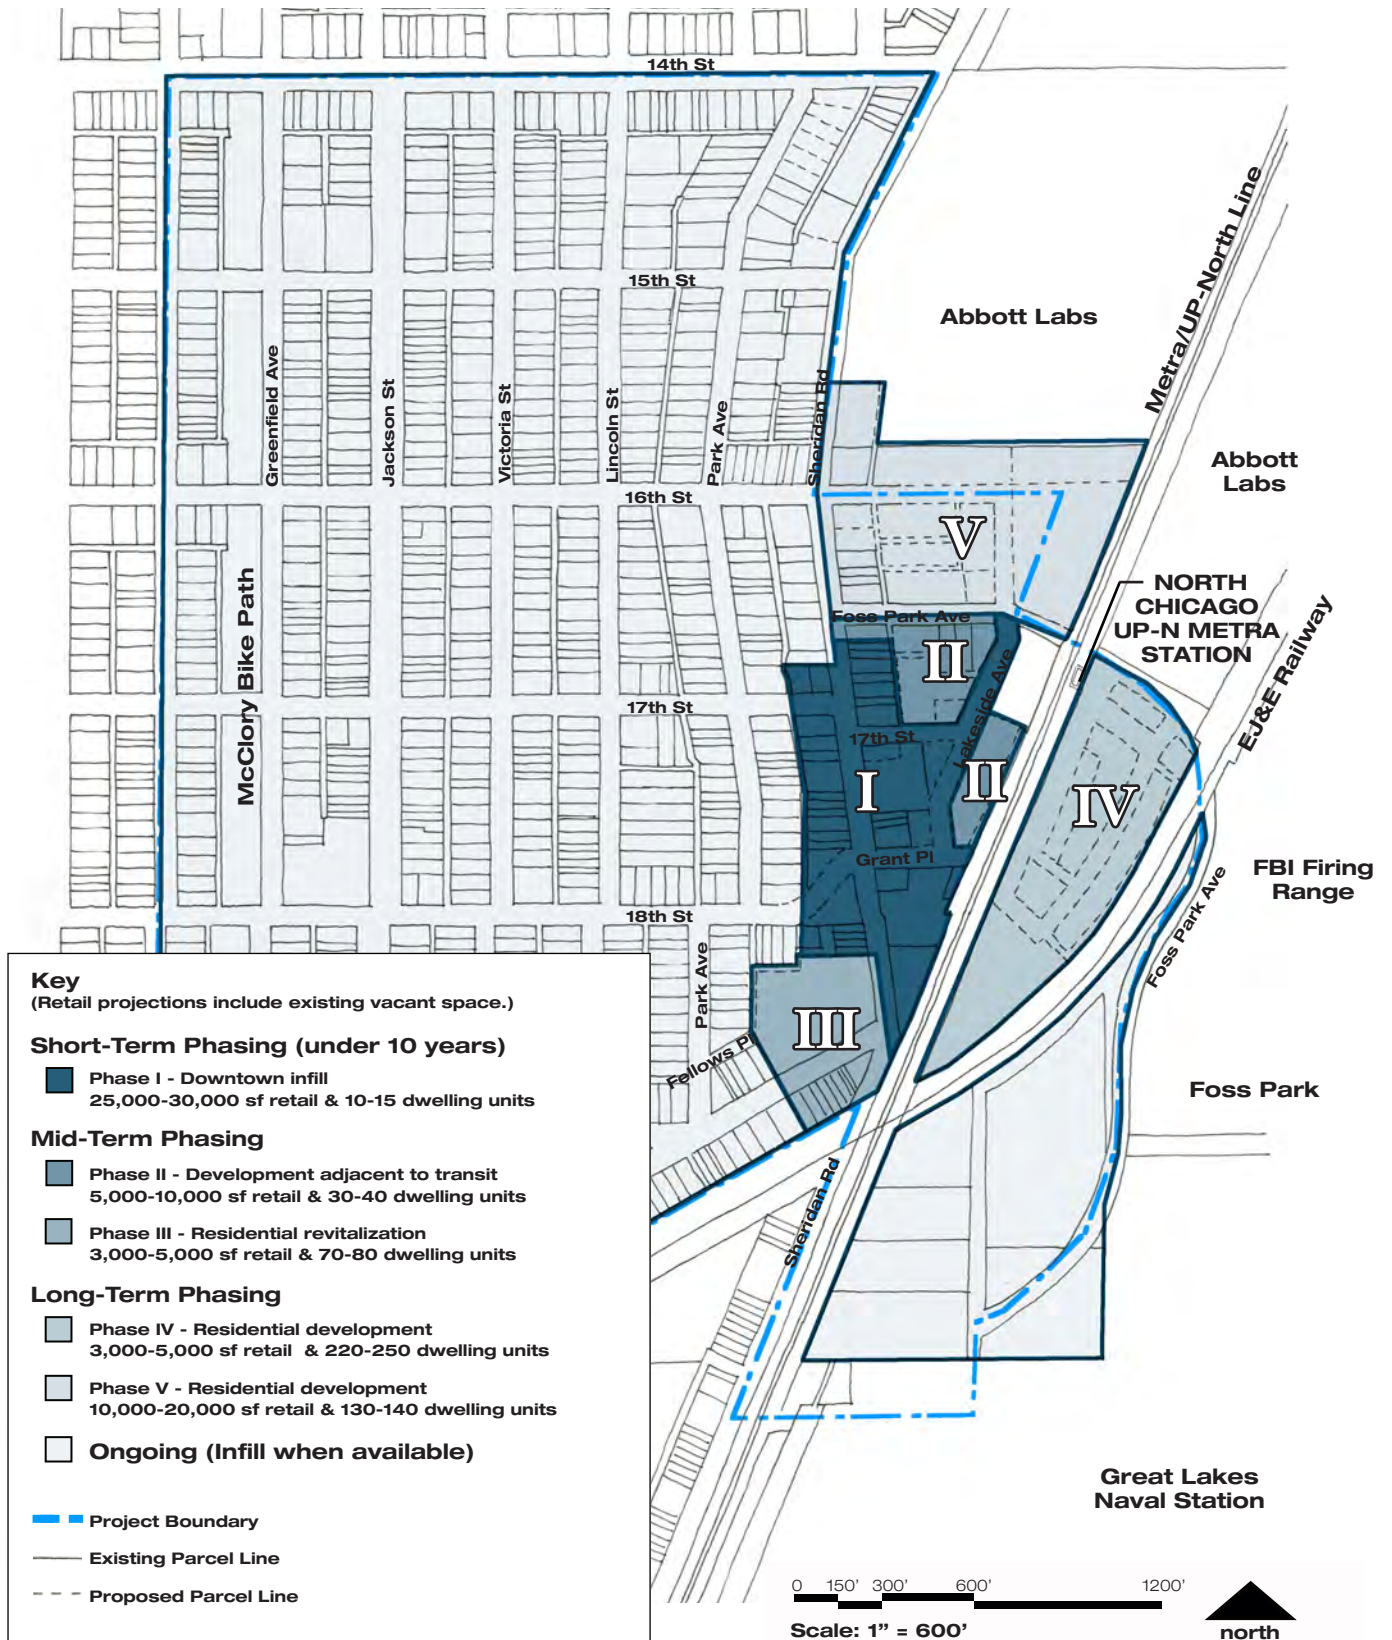 14th St
15th St
Abbott Labs
Metra/UP-North Line
Greenfield Ave
Jackson St
Victoria St
Lincoln St
Park Ave
Sheridan Rd
Abbott
Labs
16th St
V
McClory Bike Path
NORTH
CHICAGO
UP-N METRA
STATION
Foss Park Ave
II
Lakeside Ave
EJ&E Railway
17th St
17th St
I
II
IV
Grant Pl
FBI Firing
Range
18th St
Foss Park Ave
Park Ave
III
Fellows Pl
Foss Park
Sheridan Rd
Great Lakes
Naval Station
Key
(Retail projections include existing vacant space.)
Short-Term Phasing (under 10 years)
Phase I - Downtown infill
25,000-30,000 sf retail & 10-15 dwelling units
Mid-Term Phasing
Phase II - Development adjacent to transit
5,000-10,000 sf retail & 30-40 dwelling units
Phase III - Residential revitalization
3,000-5,000 sf retail & 70-80 dwelling units
Long-Term Phasing
Phase IV - Residential development
3,000-5,000 sf retail & 220-250 dwelling units
Phase V - Residential development
10,000-20,000 sf retail & 130-140 dwelling units
Ongoing (Infill when available)
Project Boundary
Existing Parcel Line
Proposed Parcel Line
0 150' 300' 600' 1200'
Scale: 1” = 600’
north